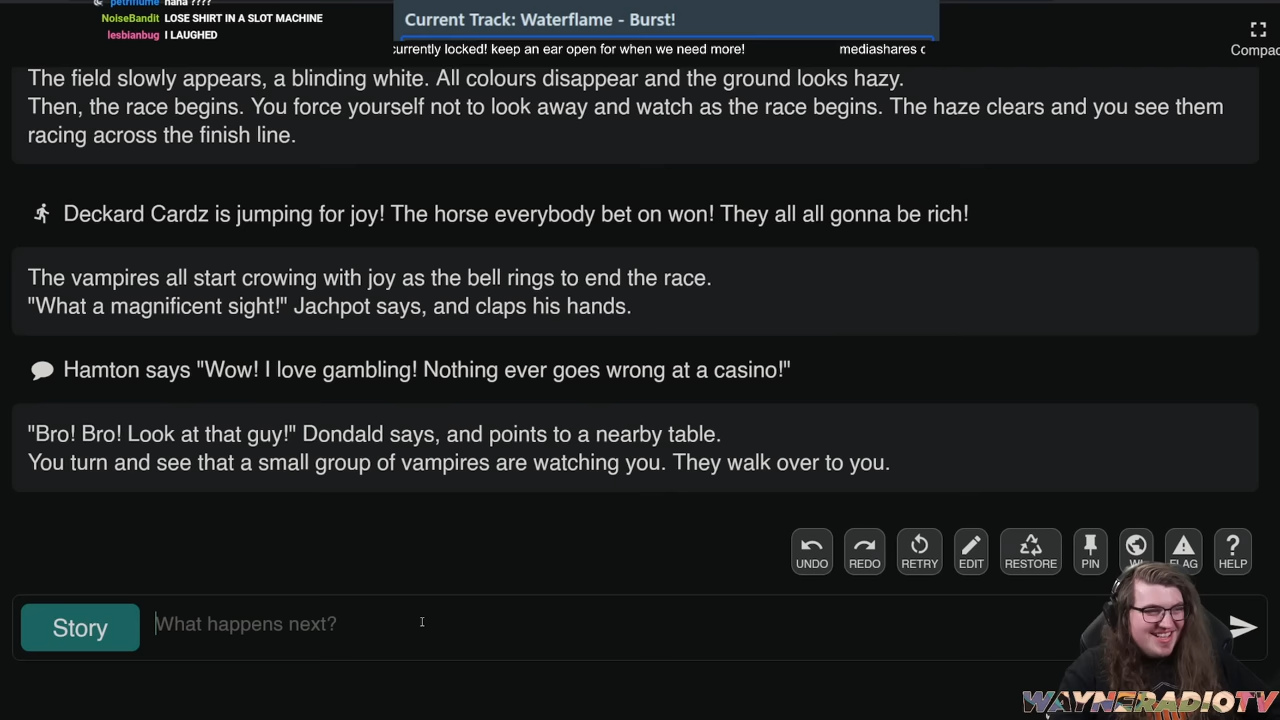 petriflume haha ????
NoiseBandit LOSE SHIRT IN A SLOT MACHINE
lesbianbug I LAUGHED
Current Track: Waterflame - Burst!
currently locked! keep an ear open for when we need more! mediashares
Compac
The field slowly appears, a blinding white. All colours disappear and the ground looks hazy.
Then, the race begins. You force yourself not to look away and watch as the race begins. The haze clears and you see them
racing across the finish line.
Deckard Cardz is jumping for joy! The horse everybody bet on won! They all all gonna be rich!
The vampires all start crowing with joy as the bell rings to end the race.
"What a magnificent sight!" Jachpot says, and claps his hands.
Hamton says "Wow! I love gambling! Nothing ever goes wrong at a casino!"
"Bro! Bro! Look at that guy!" Dondald says, and points to a nearby table.
You turn and see that a small group of vampires are watching you. They walk over to you.
UNDO REDO RETRY EDIT RESTORE PIN FLAG HELP
Story What happens next?
WAYNERADIOTV